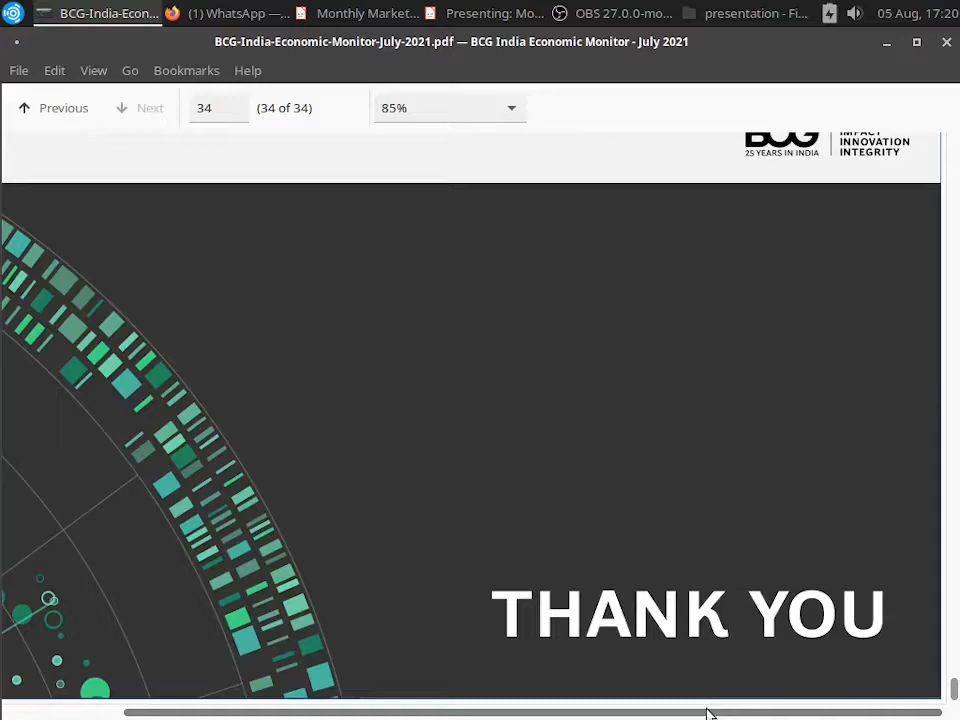 BCG-India-Econ...
(1) WhatsApp —...
Monthly Market...
Presenting: Mo...
OBS 27.0.0-mo...
presentation - Fi...
05 Aug, 17:20
BCG-India-Economic-Monitor-July-2021.pdf — BCG India Economic Monitor - July 2021
File Edit View Go Bookmarks Help
Previous Next 34 (34 of 34) 85%
BCG
25 YEARS IN INDIA
IMPACT
INNOVATION
INTEGRITY
THANK YOU